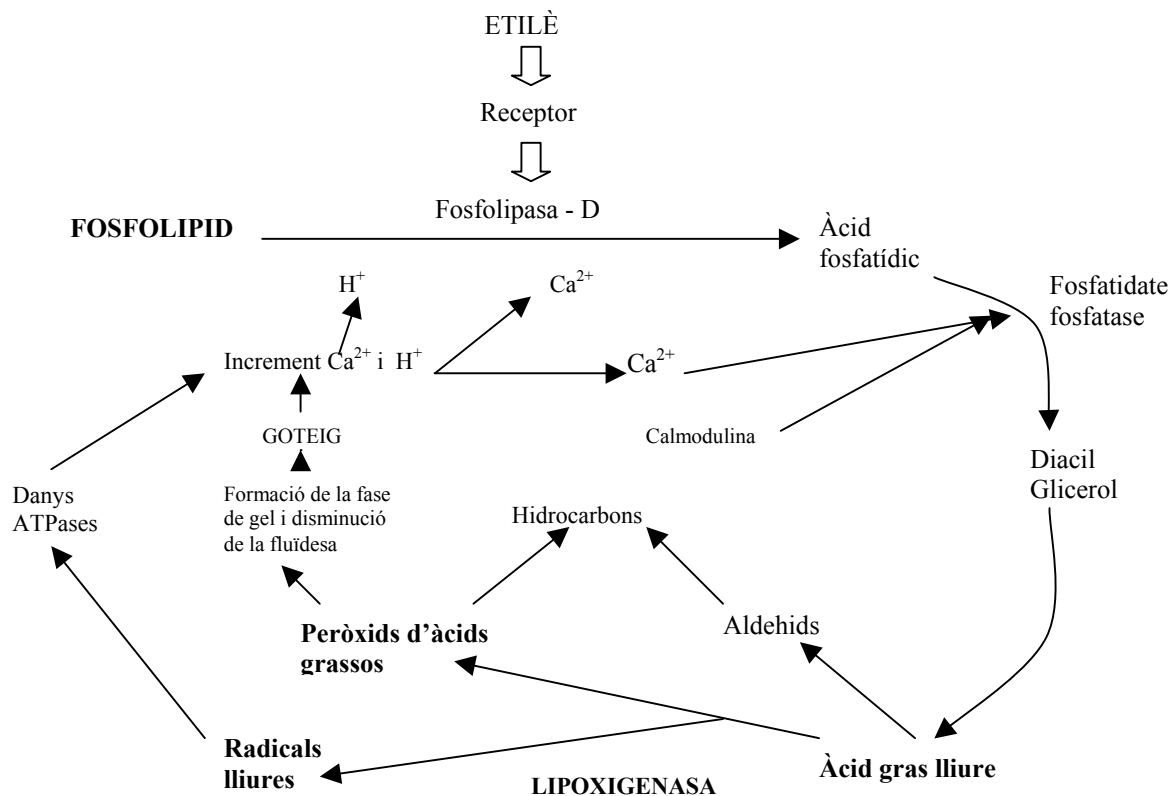 ETILÈ
Receptor
Fosfolipasa - D
FOSFOLIPID
Àcid
fosfatídic
H+
Ca2+
Fosfatidate
fosfatase
Increment Ca2+ i H+
Ca2+
GOTEIG
Calmodulina
Diacil
Glicerol
Danys
ATPases
Formació de la fase
de gel i disminució
de la fluïdesa
Hidrocarbons
Peròxids d'àcids
grassos
Aldehids
Radicals
lliures
Àcid gras lliure
LIPOXIGENASA